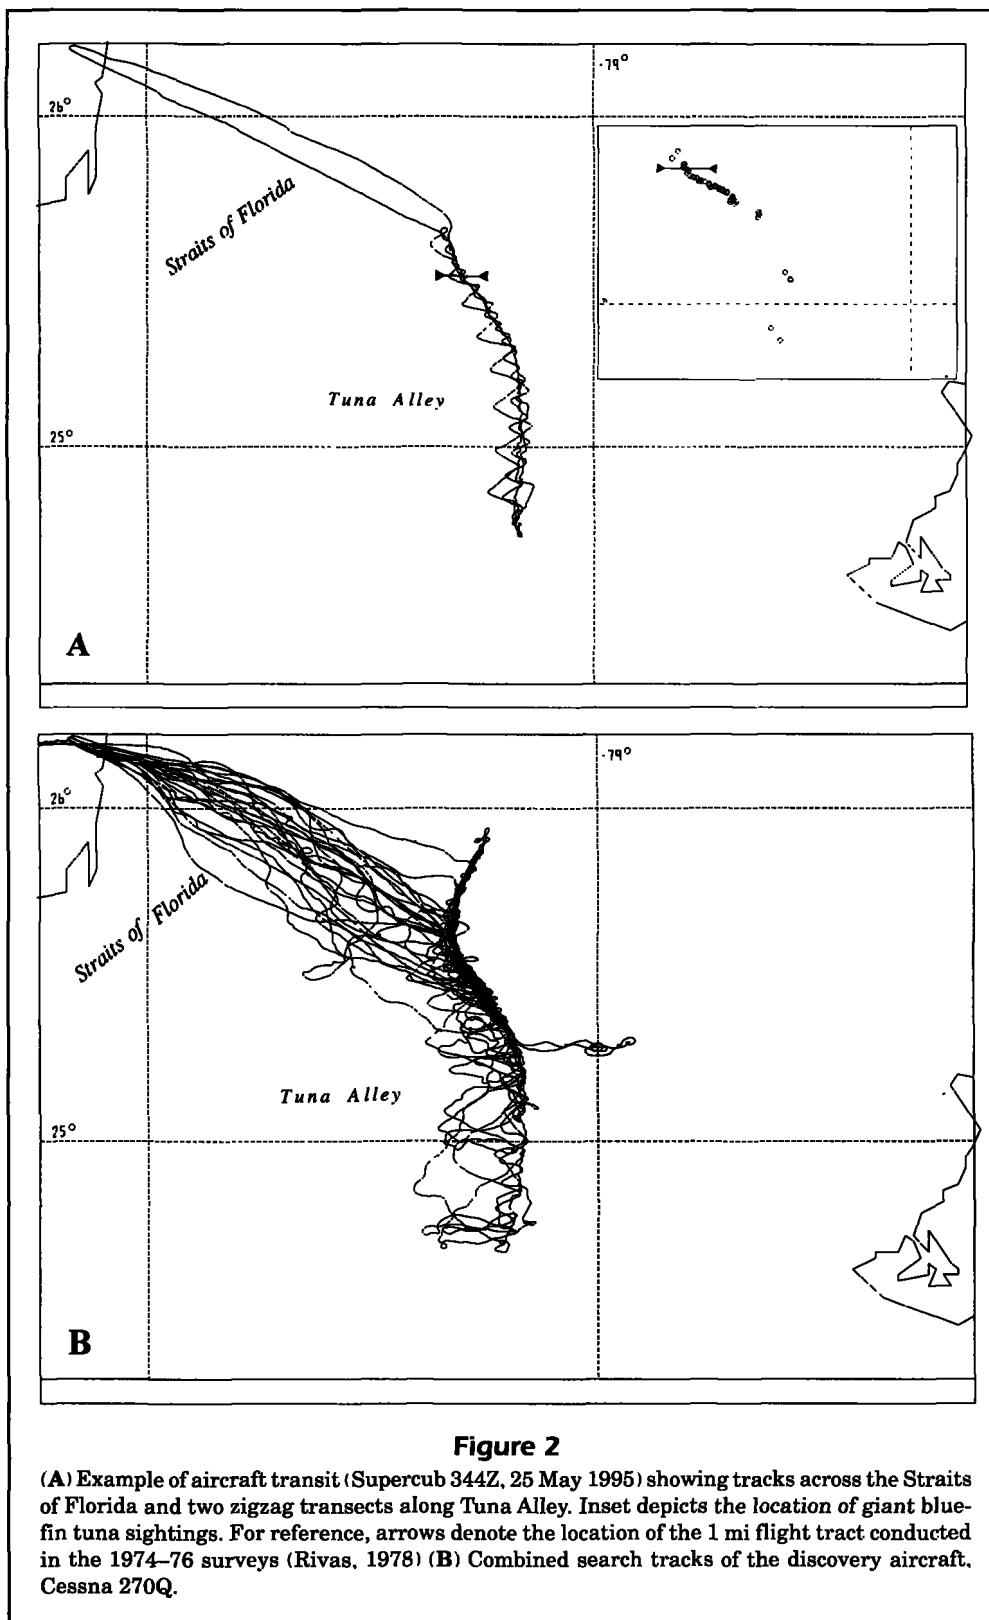 -79°
26°
Straits of Florida
Tuna Alley
25°
A
-79°
26°
Straits of Florida
Tuna Alley
25°
B
Figure 2
(A) Example of aircraft transit (Supercub 344Z, 25 May 1995) showing tracks across the Straits
of Florida and two zigzag transects along Tuna Alley. Inset depicts the location of giant blue-
fin tuna sightings. For reference, arrows denote the location of the 1 mi flight tract conducted
in the 1974–76 surveys (Rivas, 1978) (B) Combined search tracks of the discovery aircraft,
Cessna 270Q.